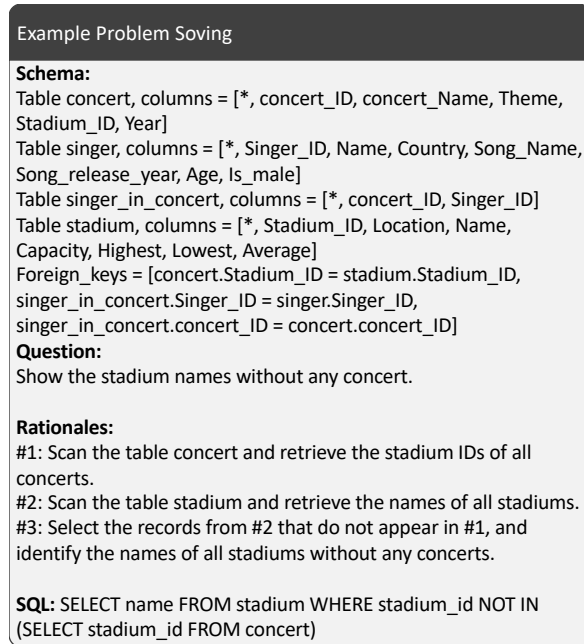 Example Problem Soving
Schema:
Table concert, columns = [*, concert_ID, concert_Name, Theme,
Stadium_ID, Year]
Table singer, columns = [*, Singer_ID, Name, Country, Song_Name,
Song_release_year, Age, Is_male]
Table singer_in_concert, columns = [*, concert_ID, Singer_ID]
Table stadium, columns = [*, Stadium_ID, Location, Name,
Capacity, Highest, Lowest, Average]
Foreign_keys = [concert.Stadium_ID = stadium.Stadium_ID,
singer_in_concert.Singer_ID = singer.Singer_ID,
singer_in_concert.concert_ID = concert.concert_ID]
Question:
Show the stadium names without any concert.
Rationales:
#1: Scan the table concert and retrieve the stadium IDs of all
concerts.
#2: Scan the table stadium and retrieve the names of all stadiums.
#3: Select the records from #2 that do not appear in #1, and
identify the names of all stadiums without any concerts.
SQL: SELECT name FROM stadium WHERE stadium_id NOT IN
(SELECT stadium_id FROM concert)